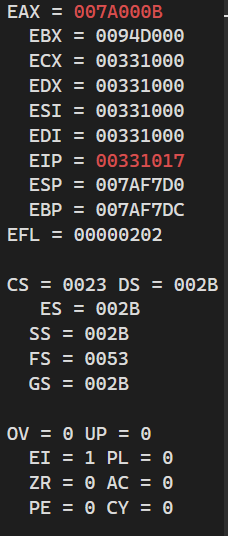 EAX = 007A000B
EBX = 0094D000
ECX = 00331000
EDX = 00331000
ESI = 00331000
EDI = 00331000
EIP = 00331017
ESP = 007AF7D0
EBP = 007AF7DC
EFL = 00000202
CS = 0023 DS = 002B
ES = 002B
SS = 002B
FS = 0053
GS = 002B
OV = 0 UP = 0
EI = 1 PL = 0
ZR = 0 AC = 0
PE = 0 CY = 0